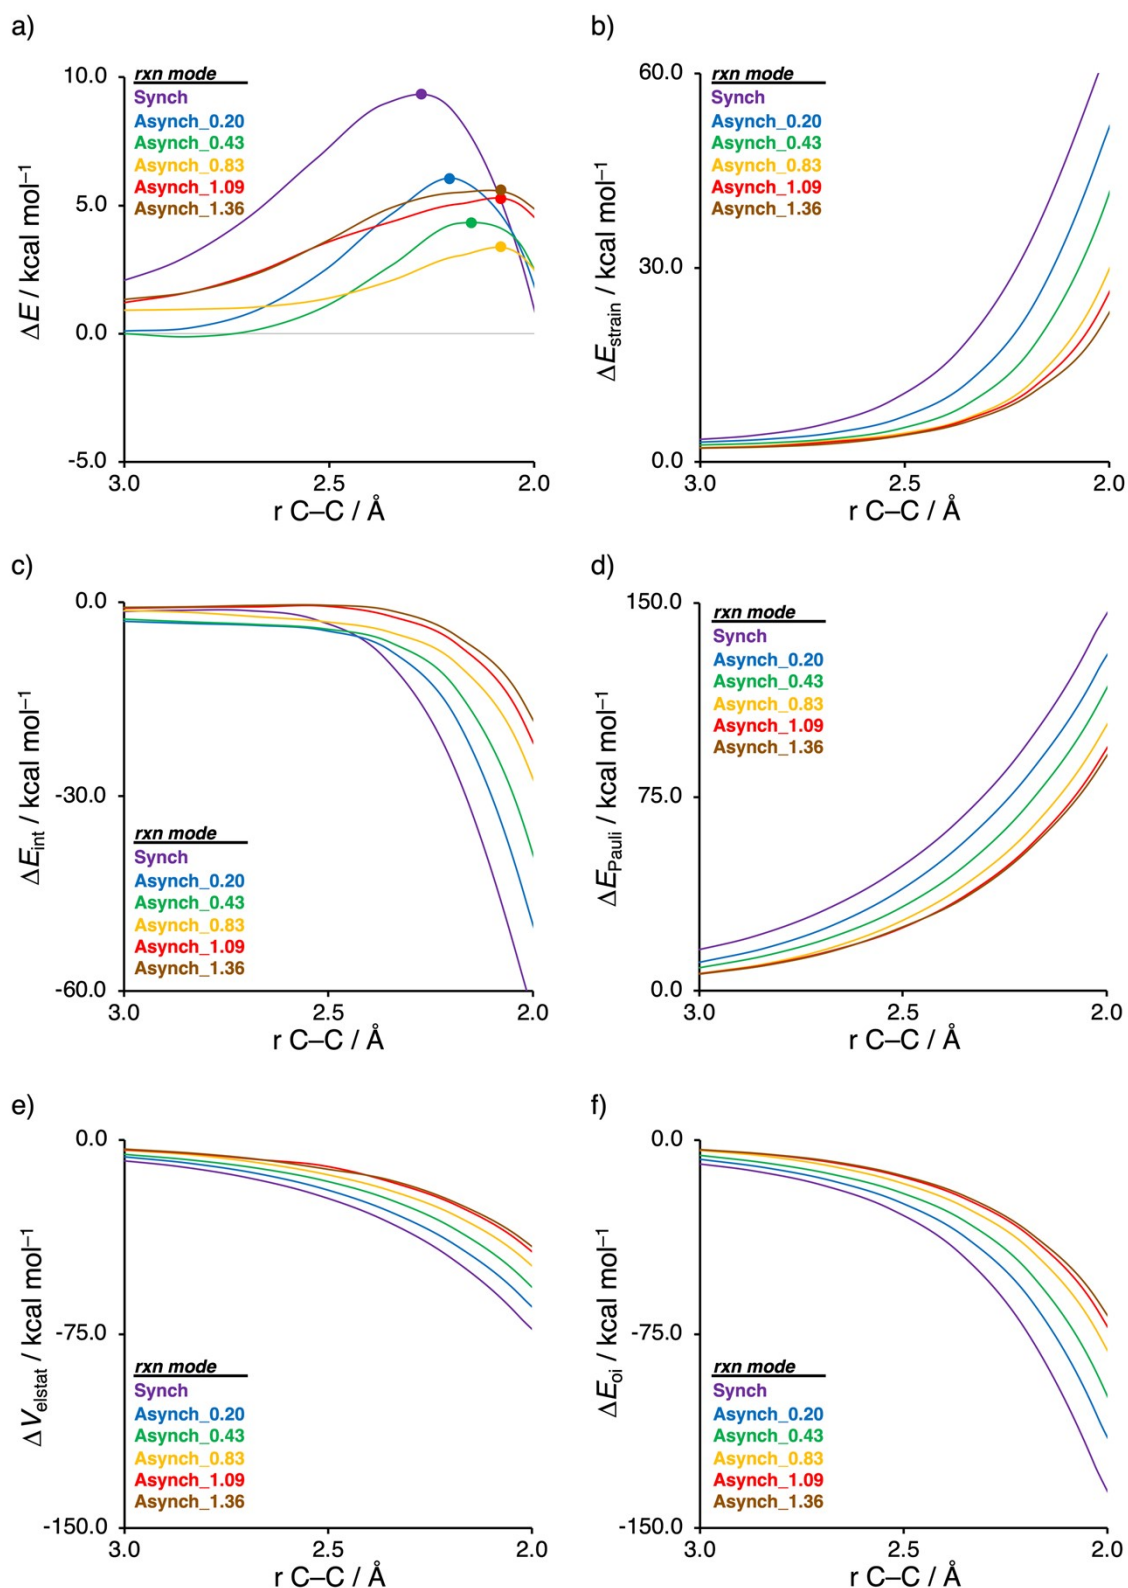 a)
10.0
5.0
0.0
-5.0
3.0
2.5
2.0
ΔE / kcal mol⁻¹
r C–C / Å
rxn mode
Synch
Asynch_0.20
Asynch_0.43
Asynch_0.83
Asynch_1.09
Asynch_1.36
b)
60.0
30.0
0.0
3.0
2.5
2.0
ΔE_strain / kcal mol⁻¹
r C–C / Å
rxn mode
Synch
Asynch_0.20
Asynch_0.43
Asynch_0.83
Asynch_1.09
Asynch_1.36
c)
0.0
-30.0
-60.0
3.0
2.5
2.0
ΔE_int / kcal mol⁻¹
r C–C / Å
rxn mode
Synch
Asynch_0.20
Asynch_0.43
Asynch_0.83
Asynch_1.09
Asynch_1.36
d)
150.0
75.0
0.0
3.0
2.5
2.0
ΔE_Pauli / kcal mol⁻¹
r C–C / Å
rxn mode
Synch
Asynch_0.20
Asynch_0.43
Asynch_0.83
Asynch_1.09
Asynch_1.36
e)
0.0
-75.0
-150.0
3.0
2.5
2.0
ΔV_elstat / kcal mol⁻¹
r C–C / Å
rxn mode
Synch
Asynch_0.20
Asynch_0.43
Asynch_0.83
Asynch_1.09
Asynch_1.36
f)
0.0
-75.0
-150.0
3.0
2.5
2.0
ΔE_oi / kcal mol⁻¹
r C–C / Å
rxn mode
Synch
Asynch_0.20
Asynch_0.43
Asynch_0.83
Asynch_1.09
Asynch_1.36